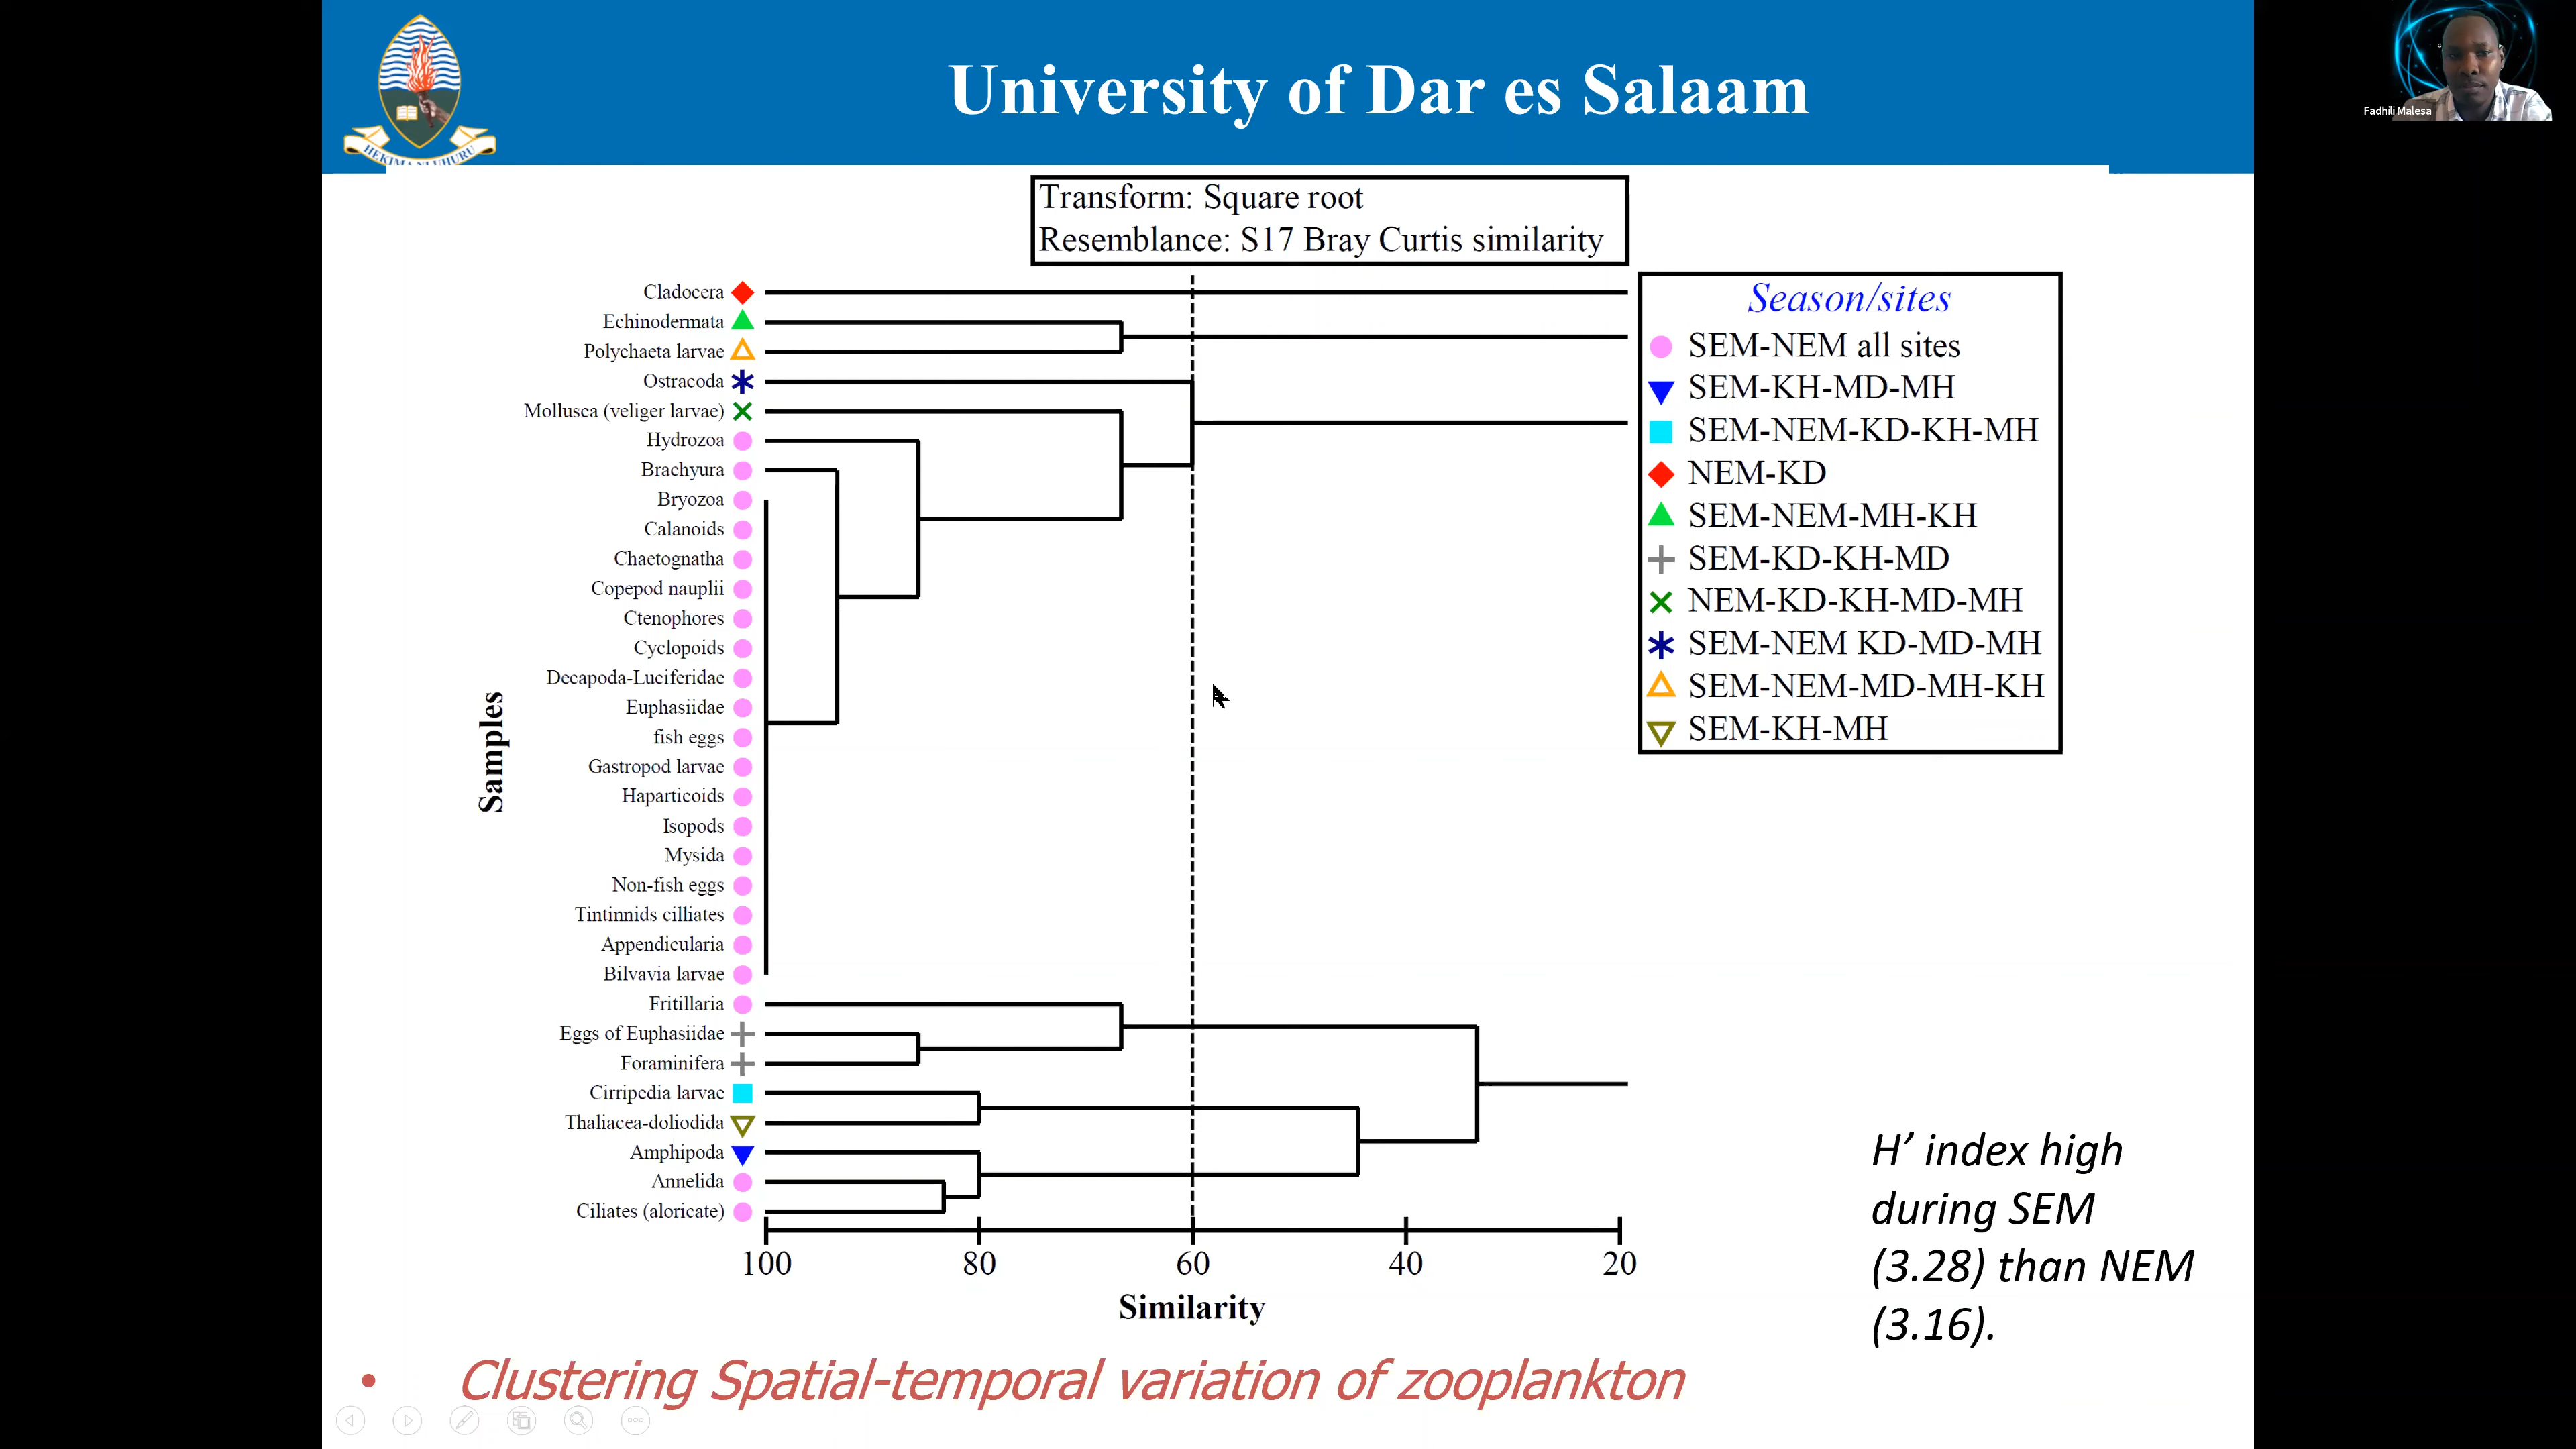 University of Dar es Salaam
HEKIMA NI UHURU
Fadhili Malesa
Transform: Square root
Resemblance: S17 Bray Curtis similarity
Cladocera
Echinodermata
Polychaeta larvae
Ostracoda
Mollusca (veliger larvae)
Hydrozoa
Brachyura
Bryozoa
Calanoids
Chaetognatha
Copepod nauplii
Ctenophores
Cyclopoids
Decapoda-Luciferidae
Euphasiidae
fish eggs
Gastropod larvae
Haparticoids
Isopods
Mysida
Non-fish eggs
Tintinnids cilliates
Appendicularia
Bilvavia larvae
Fritillaria
Eggs of Euphasiidae
Foraminifera
Cirripedia larvae
Thaliacea-doliodida
Amphipoda
Annelida
Ciliates (aloricate)
Samples
100 80 60 40 20
Similarity
Season/sites
SEM-NEM all sites
SEM-KH-MD-MH
SEM-NEM-KD-KH-MH
NEM-KD
SEM-NEM-MH-KH
SEM-KD-KH-MD
NEM-KD-KH-MD-MH
SEM-NEM KD-MD-MH
SEM-NEM-MD-MH-KH
SEM-KH-MH
H’ index high
during SEM
(3.28) than NEM
(3.16).
• Clustering Spatial-temporal variation of zooplankton